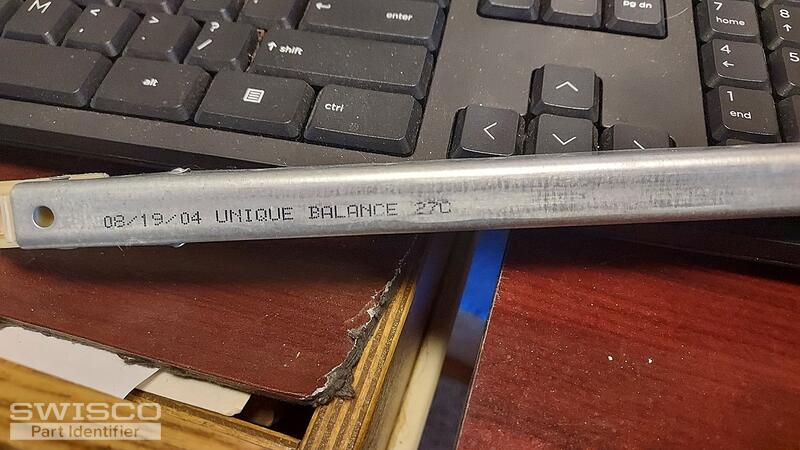 M
enter
pg dn
7
home
8
shift
4
5
alt
ctrl
1
end
08/19/04 UNIQUE BALANCE 27C
SWISCO
Part Identifier